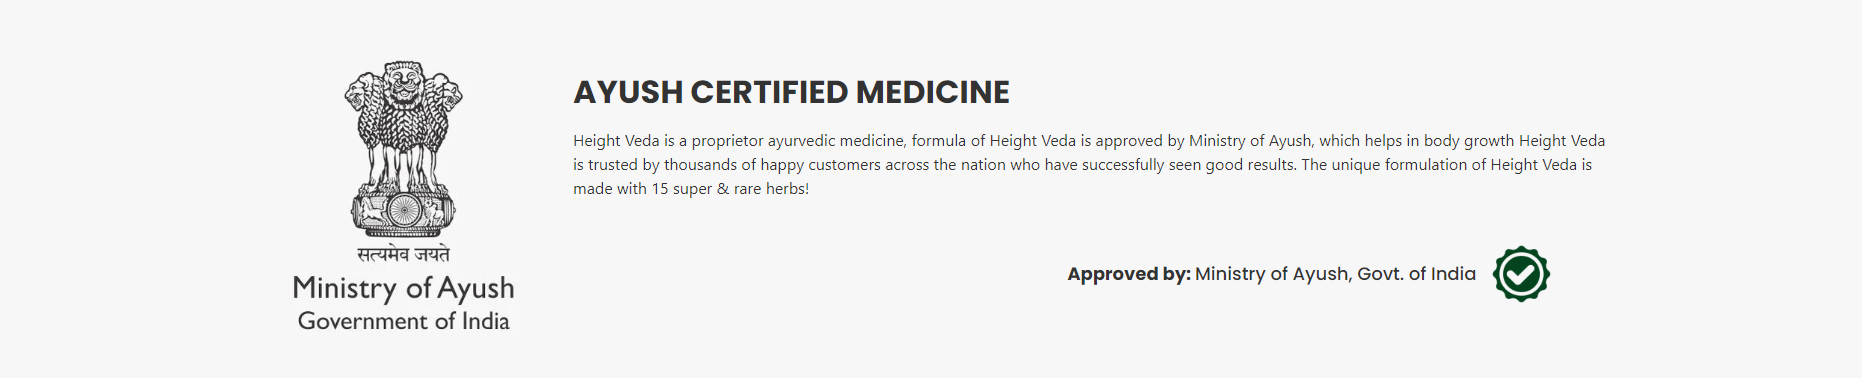 सत्यमेव जयते
Ministry of Ayush
Government of India
AYUSH CERTIFIED MEDICINE
Height Veda is a proprietor ayurvedic medicine, formula of Height Veda is approved by Ministry of Ayush, which helps in body growth Height Veda
is trusted by thousands of happy customers across the nation who have successfully seen good results. The unique formulation of Height Veda is
made with 15 super & rare herbs!
Approved by: Ministry of Ayush, Govt. of India